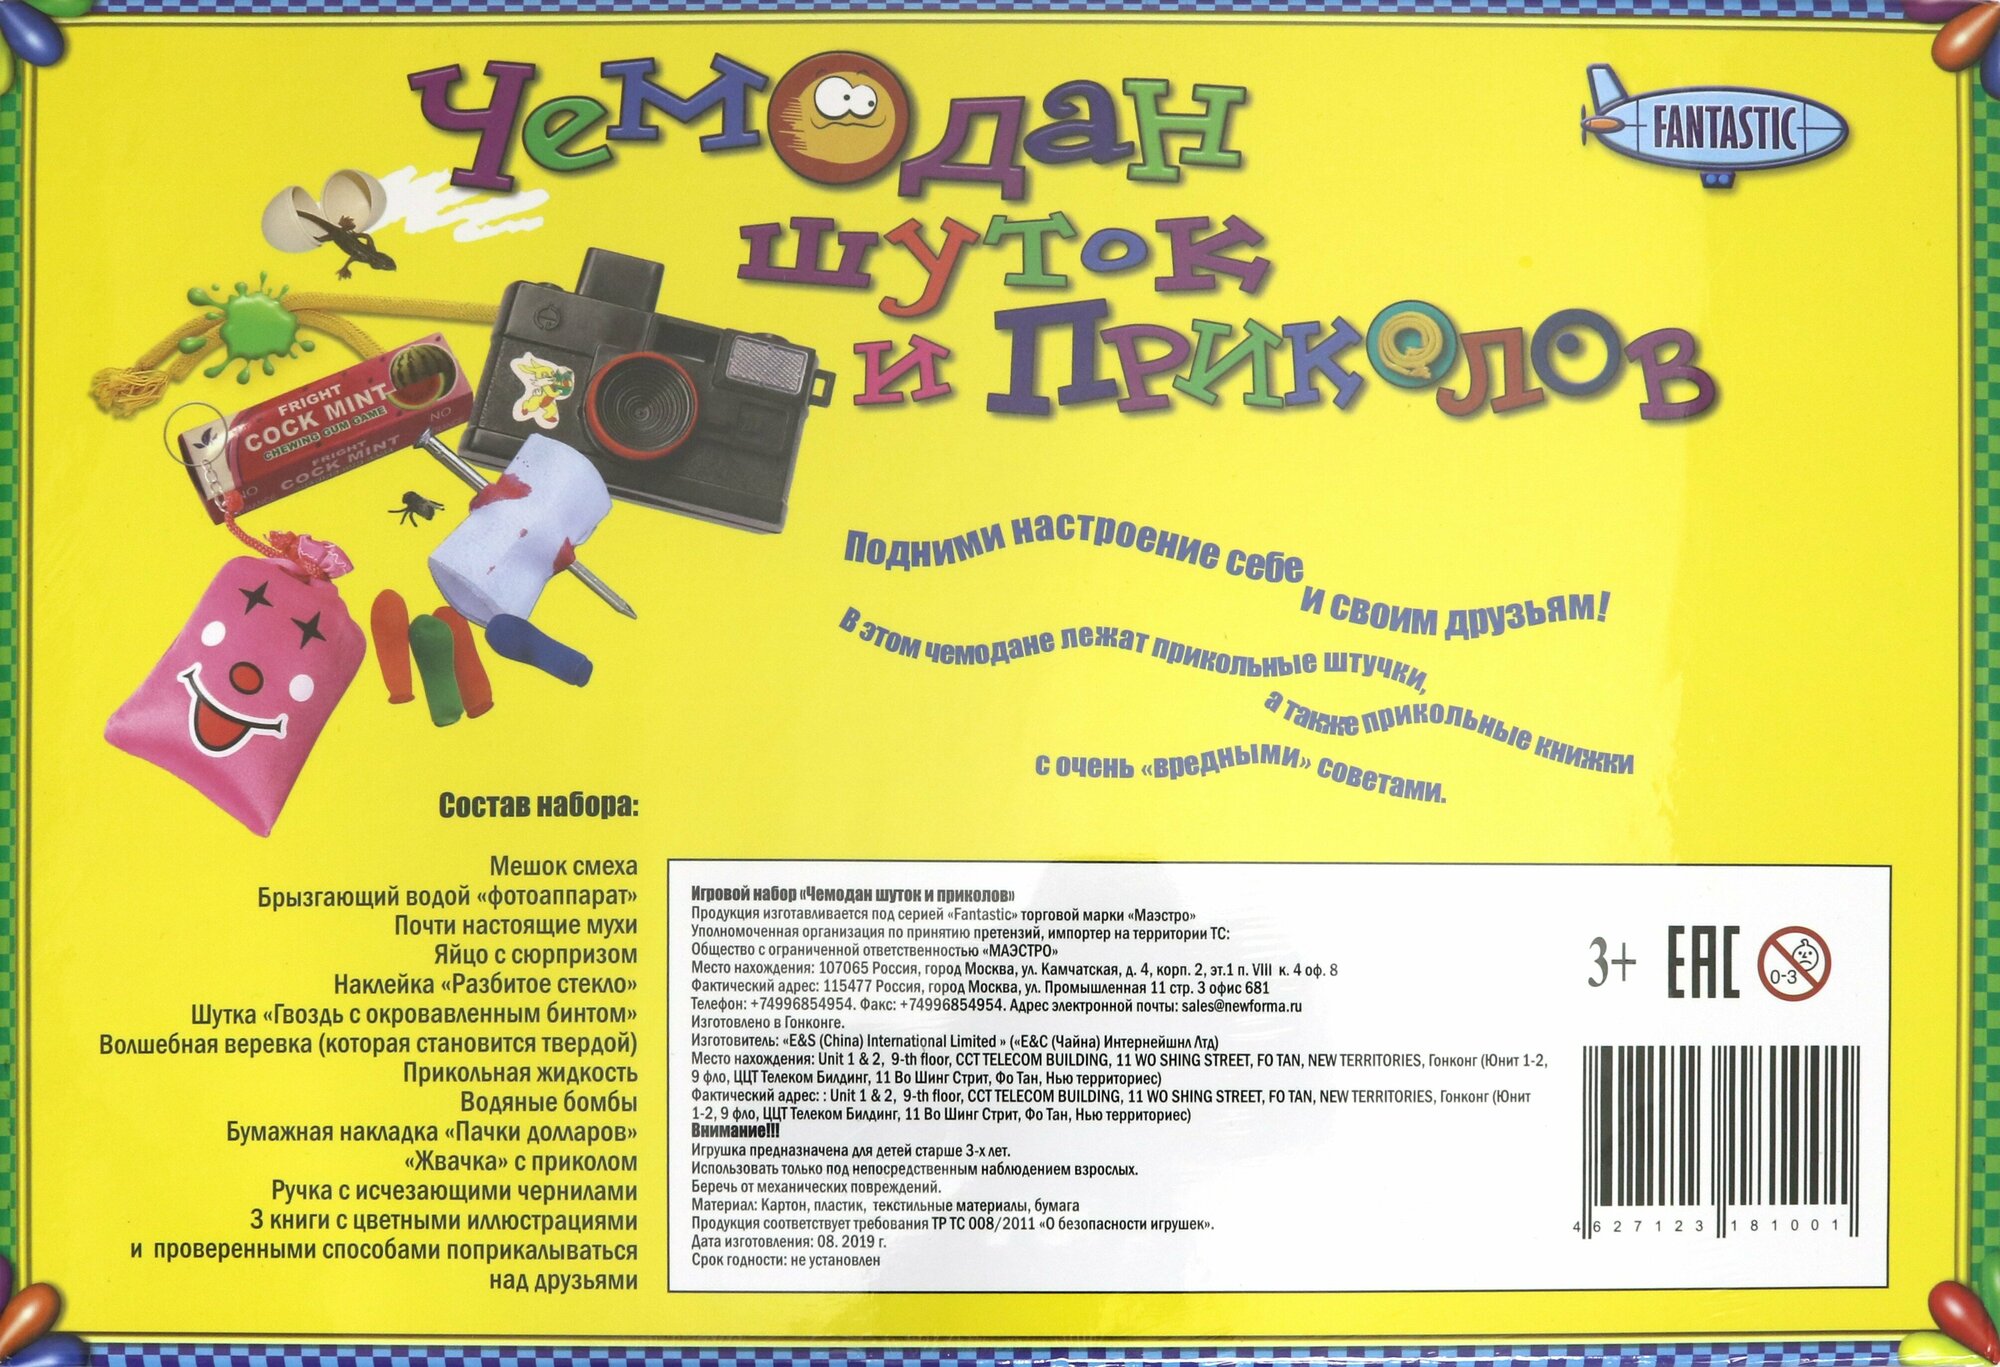 Чемодан
шуток
и Приколов
FANTASTIC
FRIGHT
COCK MINT
CHEWING GUM GAME
NO
FRIGHT
COCK MINT
NO
Подними настроение себе
и своим друзьям!
В этом чемодане лежат прикольные штучки,
а также прикольные книжки
с очень «вредными» советами.
Состав набора:
Мешок смеха
Брызгающий водой «фотоаппарат»
Почти настоящие мухи
Яйцо с сюрпризом
Наклейка «Разбитое стекло»
Шутка «Гвоздь с окровавленным бинтом»
Волшебная веревка (которая становится твердой)
Прикольная жидкость
Водяные бомбы
Бумажная накладка «Пачки долларов»
«Жвачка» с приколом
Ручка с исчезающими чернилами
3 книги с цветными иллюстрациями
и проверенными способами поприкалываться
над друзьями
Игровой набор «Чемодан шуток и приколов»
Продукция изготавливается под серией «Fantastic» торговой марки «Маэстро»
Уполномоченная организация по принятию претензий, импортер на территории ТС:
Общество с ограниченной ответственностью «МАЭСТРО»
Место нахождения: 107065 Россия, город Москва, ул. Камчатская, д. 4, корп. 2, эт.1 п. VIII к. 4 оф. 8
Фактический адрес: 115477 Россия, город Москва, ул. Промышленная 11 стр. 3 офис 681
Телефон: +74996854954. Факс: +74996854954. Адрес электронной почты: sales@newforma.ru
Изготовлено в Гонконге.
Изготовитель: «E&S (China) International Limited » («Е&С (Чайна) Интернейшнл Лтд)
Место нахождения: Unit 1 & 2, 9-th floor, CCT TELECOM BUILDING, 11 WO SHING STREET, FO TAN, NEW TERRITORIES, Гонконг (Юнит 1-2,
9 фло, ЦЦТ Телеком Билдинг, 11 Во Шинг Стрит, Фо Тан, Нью территориес)
Фактический адрес: : Unit 1 & 2, 9-th floor, CCT TELECOM BUILDING, 11 WO SHING STREET, FO TAN, NEW TERRITORIES, Гонконг (Юнит
1-2, 9 фло, ЦЦТ Телеком Билдинг, 11 Во Шинг Стрит, Фо Тан, Нью территориес)
Внимание!!!
Игрушка предназначена для детей старше 3-х лет.
Использовать только под непосредственным наблюдением взрослых.
Беречь от механических повреждений.
Материал: Картон, пластик, текстильные материалы, бумага
Продукция соответствует требования ТР ТС 008/2011 «О безопасности игрушек».
Дата изготовления: 08. 2019 г.
Срок годности: не установлен
3+
EAC
0-3
4 627123 181001